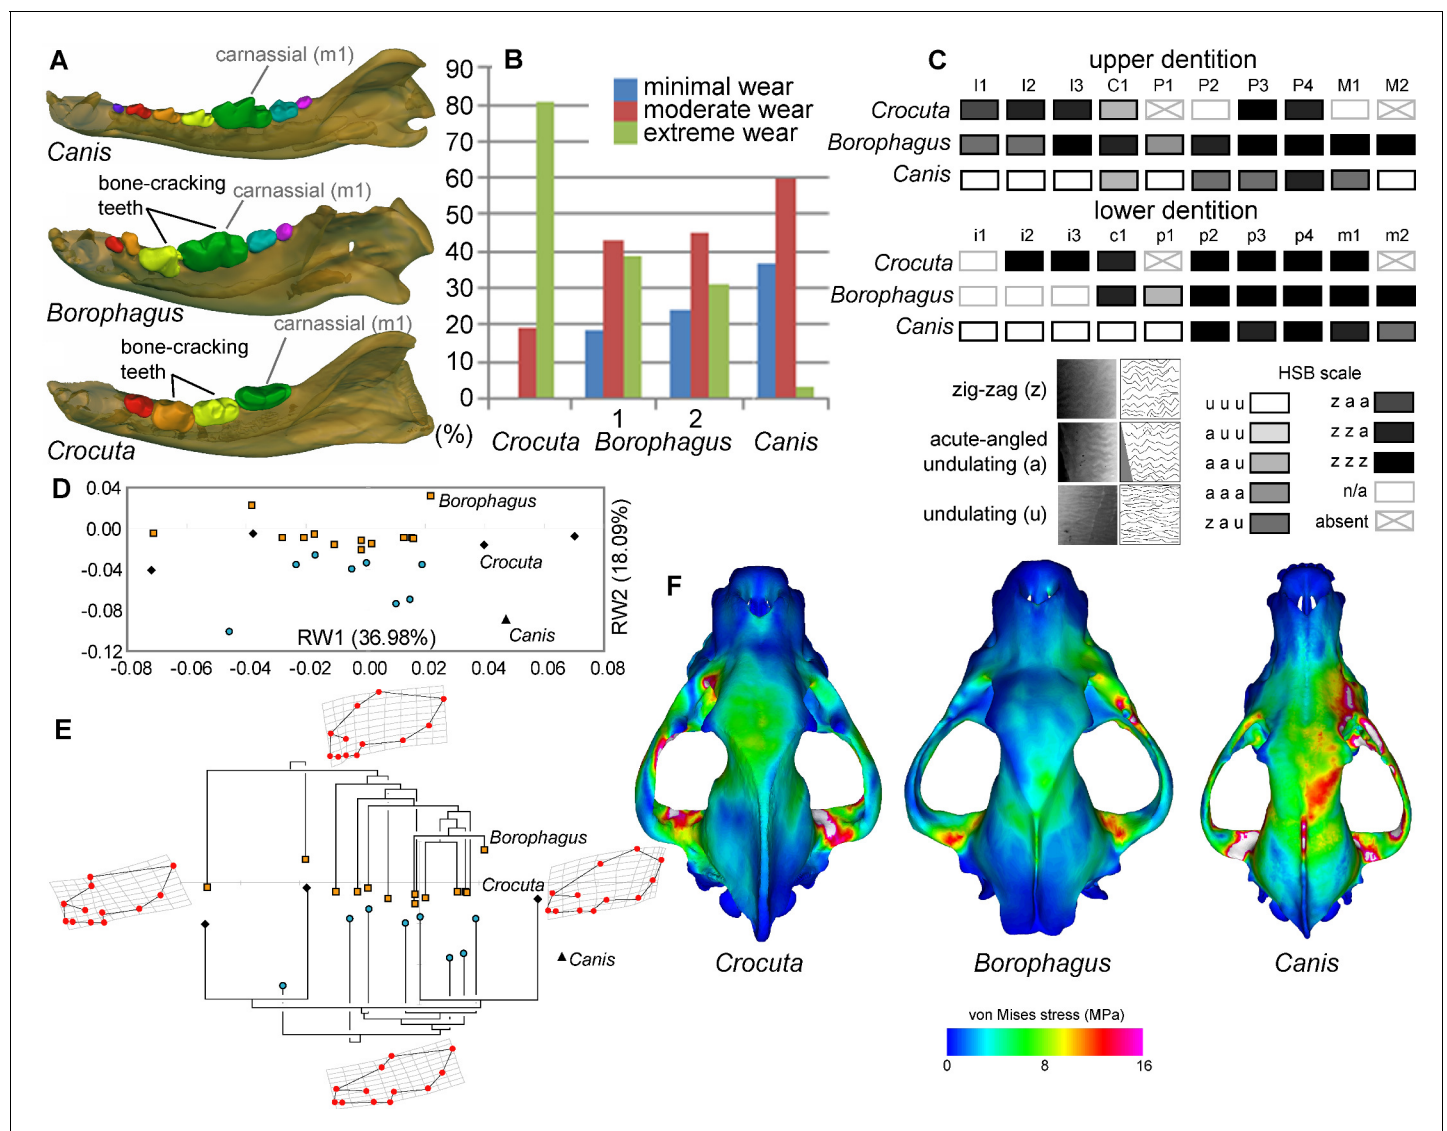 A
carnassial (m1)
Canis
bone-cracking
teeth
carnassial (m1)
Borophagus
carnassial (m1)
bone-cracking
teeth
Crocuta
B
90
80
70
60
50
40
30
20
10
0
(%)
minimal wear
moderate wear
extreme wear
1 2
Crocuta Borophagus Canis
C
upper dentition
I1 I2 I3 C1 P1 P2 P3 P4 M1 M2
Crocuta
Borophagus
Canis
lower dentition
i1 i2 i3 c1 p1 p2 p3 p4 m1 m2
Crocuta
Borophagus
Canis
zig-zag (z)
acute-angled
undulating (a)
undulating (u)
HSB scale
u u u
a u u
a a u
a a a
z a u
z a a
z z a
z z z
n/a
absent
D
0.04
0.00
-0.04
-0.08
-0.12
-0.08 -0.06 -0.04 -0.02 0.00 0.02 0.04 0.06 0.08
Borophagus
Crocuta
Canis
RW1 (36.98%)
RW2 (18.09%)
E
Borophagus
Crocuta
Canis
F
Crocuta
Borophagus
Canis
von Mises stress (MPa)
0 8 16